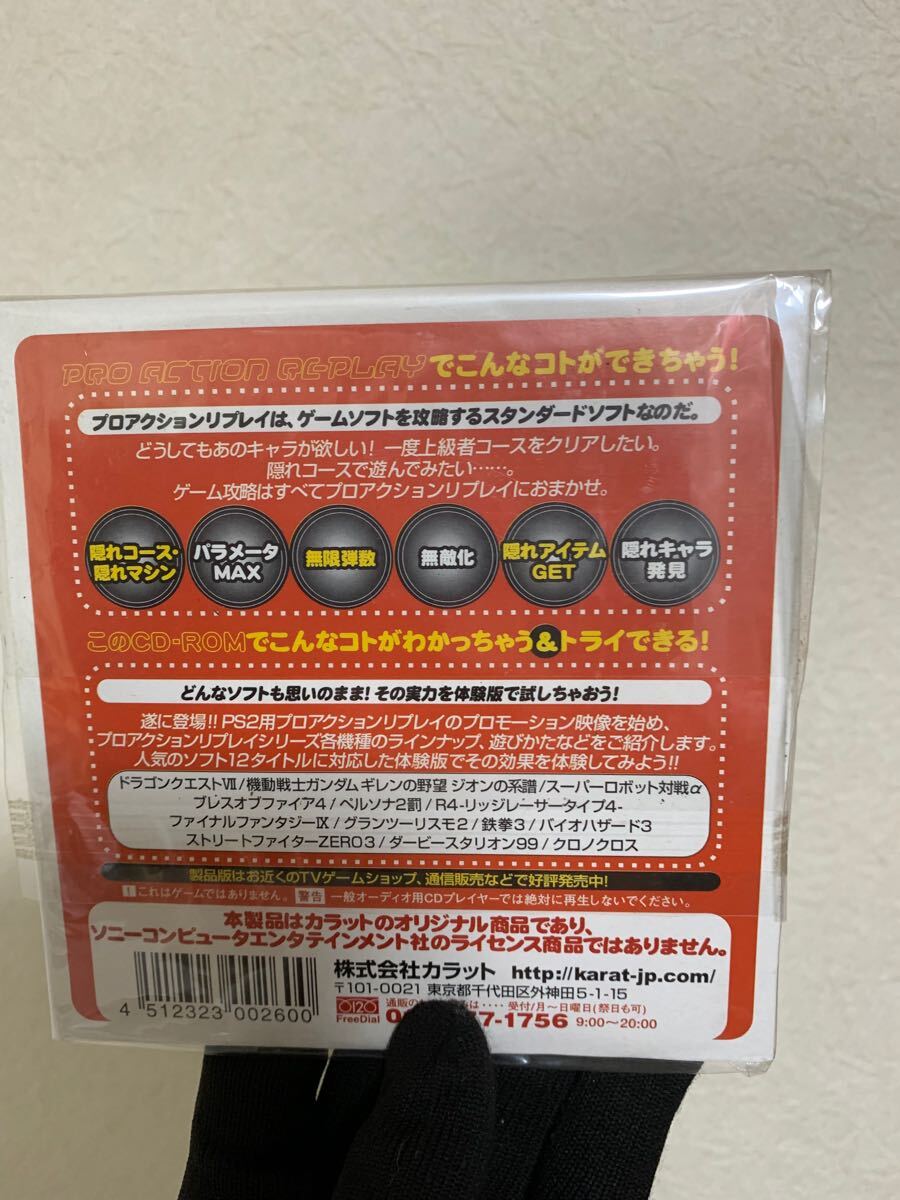 PRO ACTION REPLAYでこんなコトができちゃう!
プロアクションリプレイは、ゲームソフトを攻略するスタンダードソフトなのだ。
どうしてもあのキャラが欲しい! 一度上級者コースをクリアしたい。
隠れコースで遊んでみたい……。
ゲーム攻略はすべてプロアクションリプレイにおまかせ。
隠れコース・
隠れマシン
パラメータ
MAX
無限弾数
無敵化
隠れアイテム
GET
隠れキャラ
発見
このCD-ROMでこんなコトがわかっちゃう&トライできる!
どんなソフトも思いのまま! その実力を体験版で試しちゃおう!
遂に登場!! PS2用プロアクションリプレイのプロモーション映像を始め、
プロアクションリプレイシリーズ各機種のラインナップ、遊びかたなどをご紹介します。
人気のソフト12タイトルに対応した体験版でその効果を体験してみよう!!
ドラゴンクエストⅦ/機動戦士ガンダム ギレンの野望 ジオンの系譜/スーパーロボット対戦α
ブレスオブファイア4/ペルソナ2罰/R4-リッジレーサータイプ4-
ファイナルファンタジーⅨ/グランツーリスモ2/鉄拳3/バイオハザード3
ストリートファイターZERO3/ダービースタリオン99/クロノクロス
製品版はお近くのTVゲームショップ、通信販売などで好評発売中!
! これはゲームではありません。 警告 一般オーディオ用CDプレイヤーでは絶対に再生しないでください。
本製品はカラットのオリジナル商品であり、
ソニーコンピュータエンタテインメント社のライセンス商品ではありません。
株式会社カラット http://karat-jp.com/
〒101-0021 東京都千代田区外神田5-1-15
通販の は‥‥ 受付/月~日曜日(祭日も可)
0120 FreeDial 7-1756 9:00~20:00
4 512323 002600